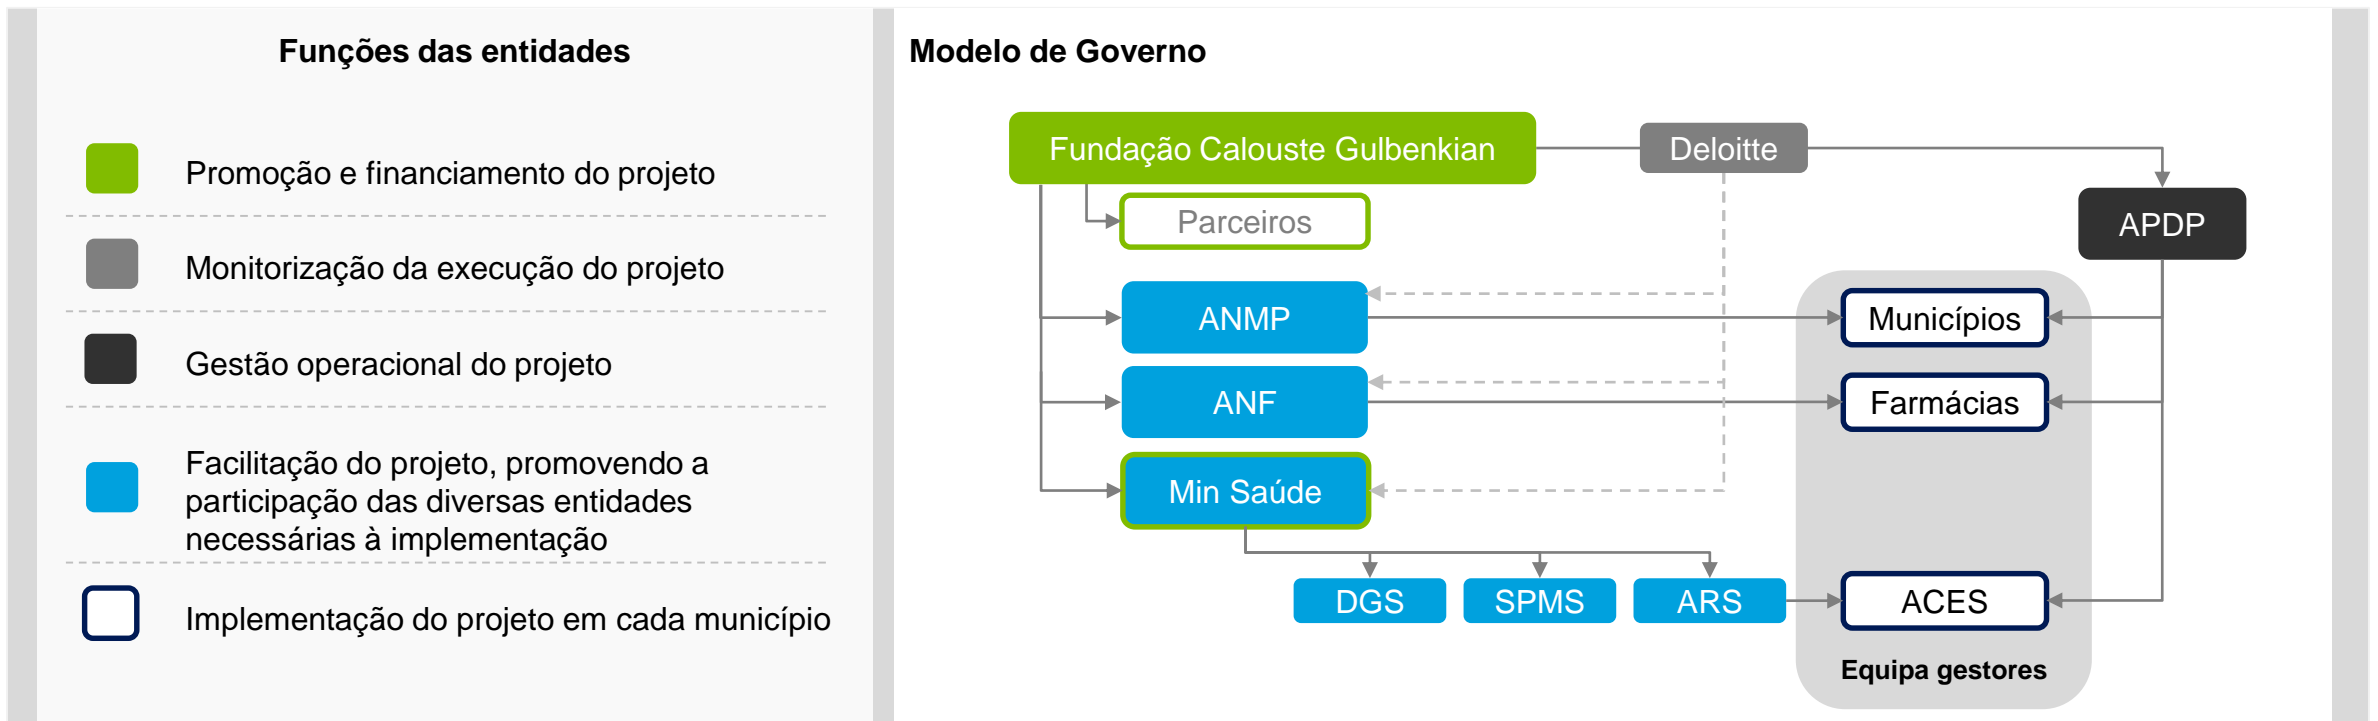 Funções das entidades
Promoção e financiamento do projeto
Monitorização da execução do projeto
Gestão operacional do projeto
Facilitação do projeto, promovendo a
participação das diversas entidades
necessárias à implementação
Implementação do projeto em cada município
Modelo de Governo
Fundação Calouste Gulbenkian
Deloitte
Parceiros
APDP
ANMP
Municípios
ANF
Farmácias
Min Saúde
DGS
SPMS
ARS
ACES
Equipa gestores